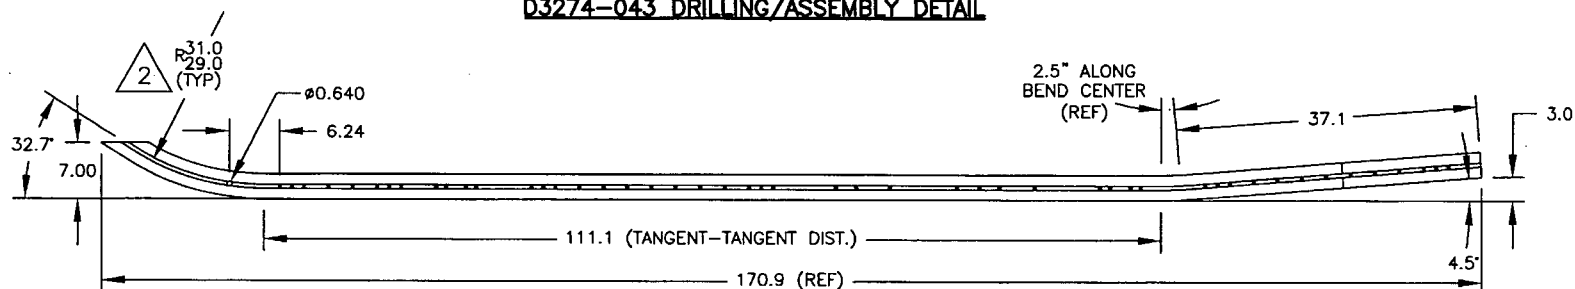 D3274-043 DRILLING/ASSEMBLY DETAIL
2
R31.0
29.0
(TYP)
ø0.640
6.24
2.5" ALONG
BEND CENTER
(REF)
37.1
3.0
32.7°
7.00
111.1 (TANGENT-TANGENT DIST.)
4.5°
170.9 (REF)